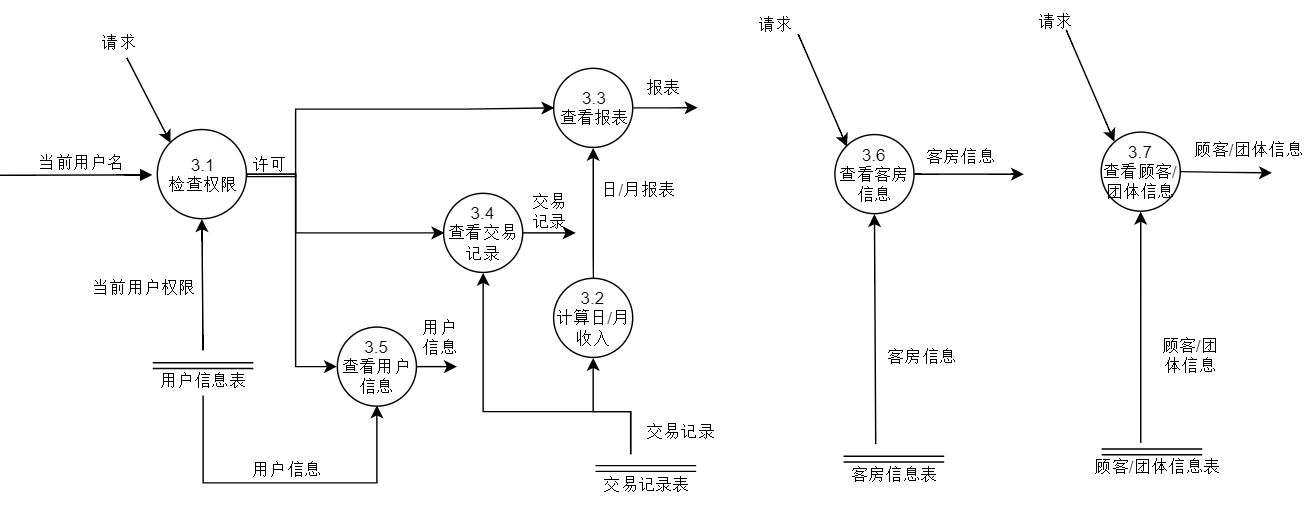 请求
当前用户名
3.1
检查权限
许可
当前用户权限
用户信息表
用户信息
3.3
查看报表
报表
日/月报表
3.4
查看交易
记录
交易
记录
3.2
计算日/月
收入
3.5
查看用户
信息
用户
信息
交易记录
交易记录表
请求
3.6
查看客房
信息
客房信息
客房信息
客房信息表
请求
3.7
查看顾客/
团体信息
顾客/团体信息
顾客/团
体信息
顾客/团体信息表